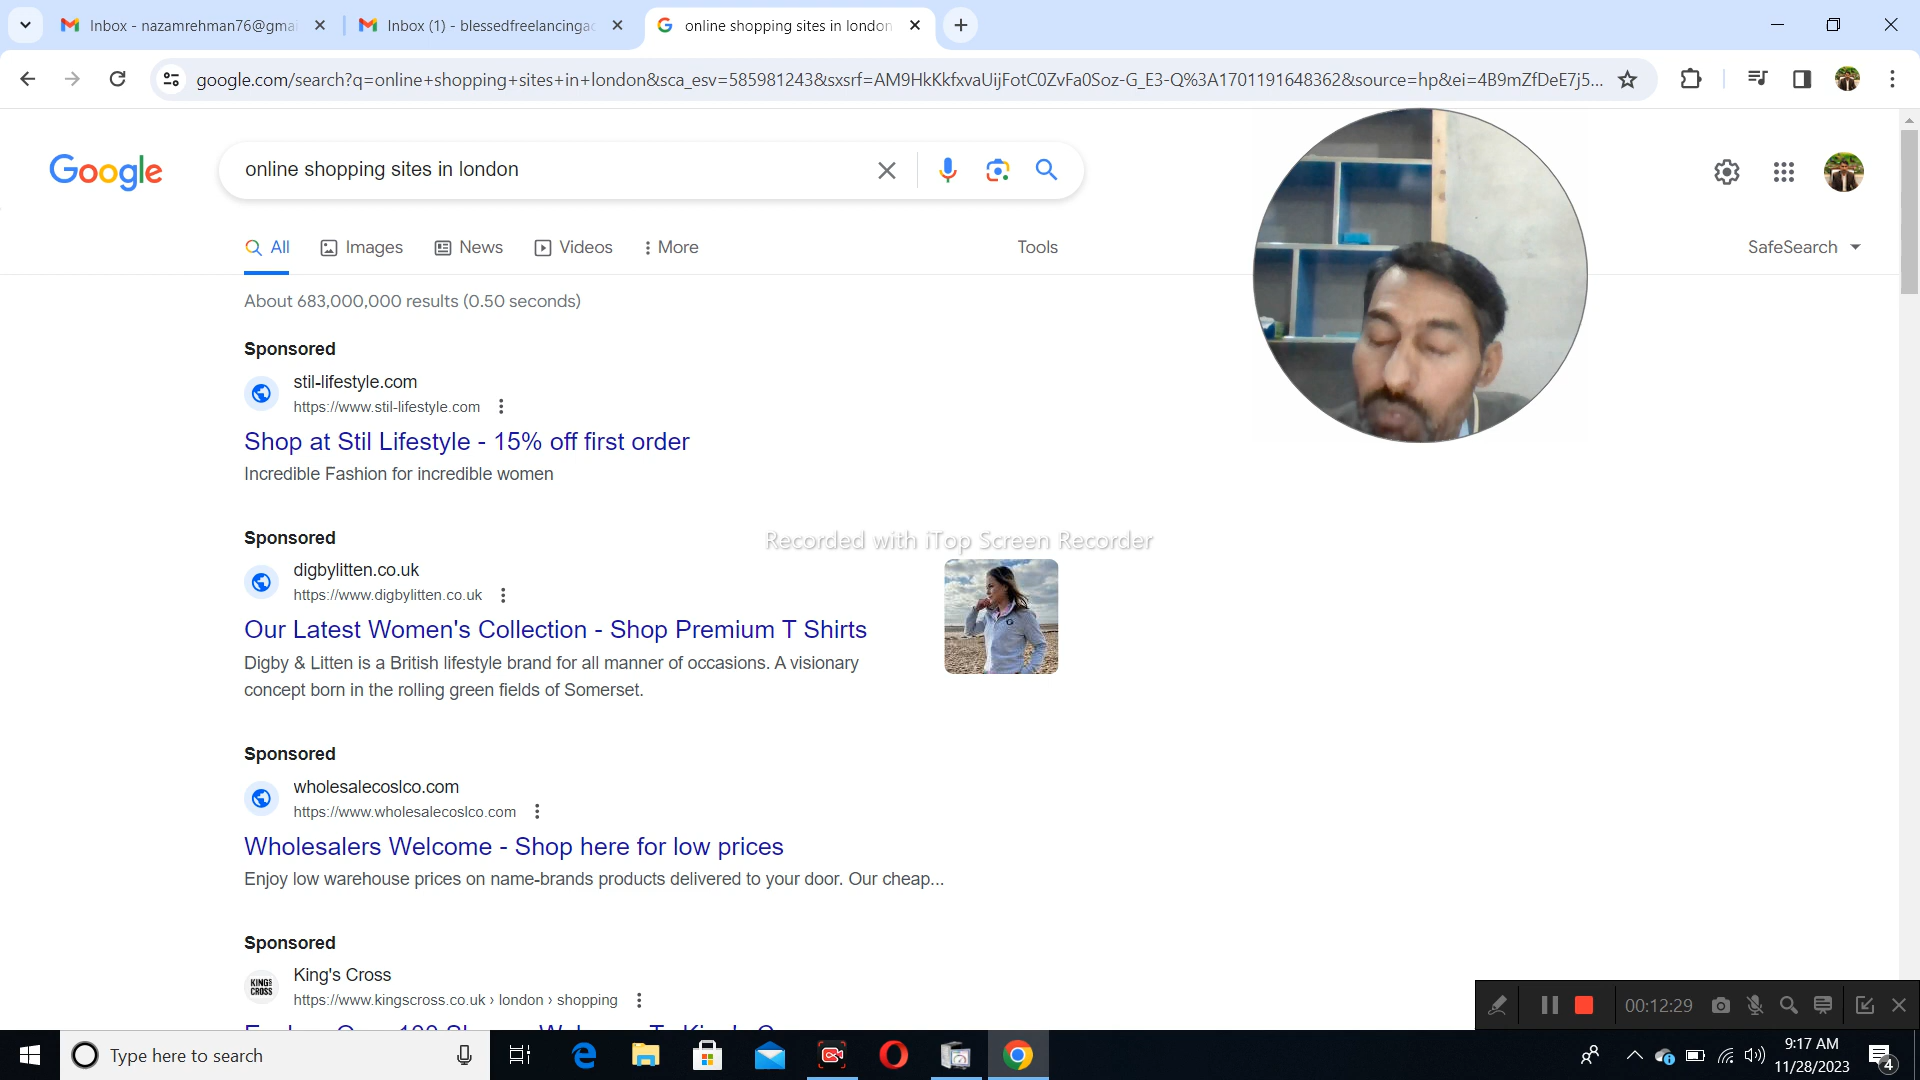 Inbox - nazamrehman76@gmai
Inbox (1) - blessedfreelancingac
online shopping sites in london
google.com/search?q=online+shopping+sites+in+london&sca_esv=585981243&sxsrf=AM9HkKkfxvaUijFotC0ZvFa0Soz-G_E3-Q%3A1701191648362&source=hp&ei=4B9mZfDeE7j5...
Google
online shopping sites in london
All
Images
News
Videos
More
Tools
SafeSearch
About 683,000,000 results (0.50 seconds)
Sponsored
stil-lifestyle.com
https://www.stil-lifestyle.com
Shop at Stil Lifestyle - 15% off first order
Incredible Fashion for incredible women
Sponsored
Recorded with iTop Screen Recorder
digbylitten.co.uk
https://www.digbylitten.co.uk
Our Latest Women's Collection - Shop Premium T Shirts
Digby & Litten is a British lifestyle brand for all manner of occasions. A visionary
concept born in the rolling green fields of Somerset.
Sponsored
wholesalecoslco.com
https://www.wholesalecoslco.com
Wholesalers Welcome - Shop here for low prices
Enjoy low warehouse prices on name-brands products delivered to your door. Our cheap...
Sponsored
KING'S
CROSS
King's Cross
https://www.kingscross.co.uk › london › shopping
00:12:29
Type here to search
9:17 AM
11/28/2023
4